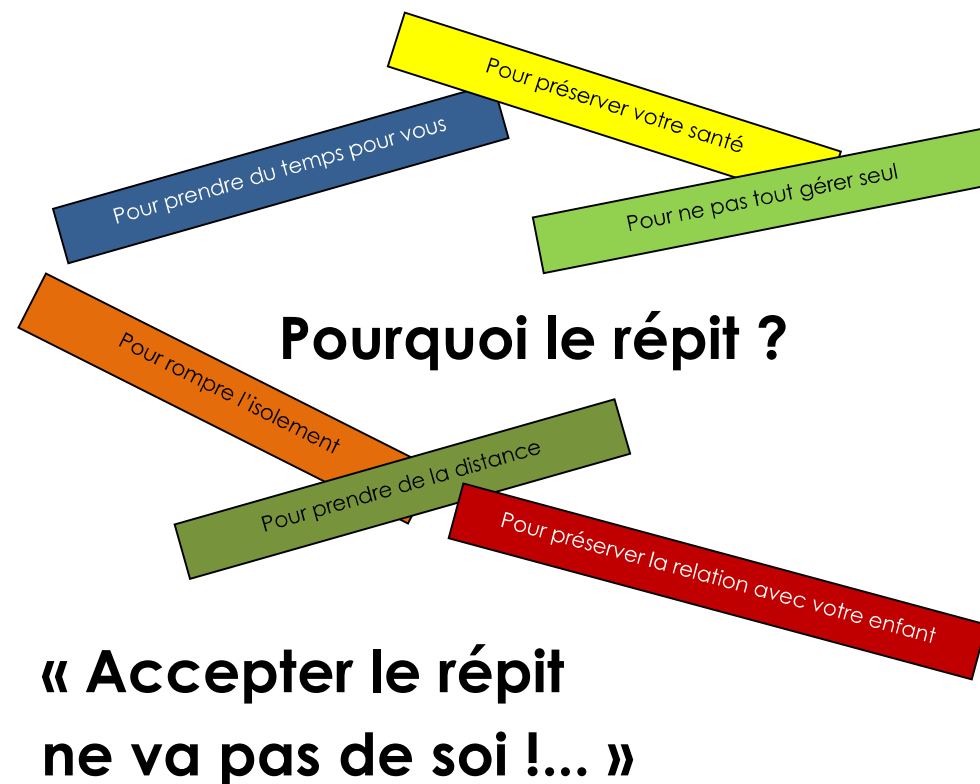 Pour préserver votre santé
Pour prendre du temps pour vous
Pour ne pas tout gérer seul
Pourquoi le répit ?
Pour rompre l'isolement
Pour prendre de la distance
Pour préserver la relation avec votre enfant
« Accepter le répit
ne va pas de soi !... »